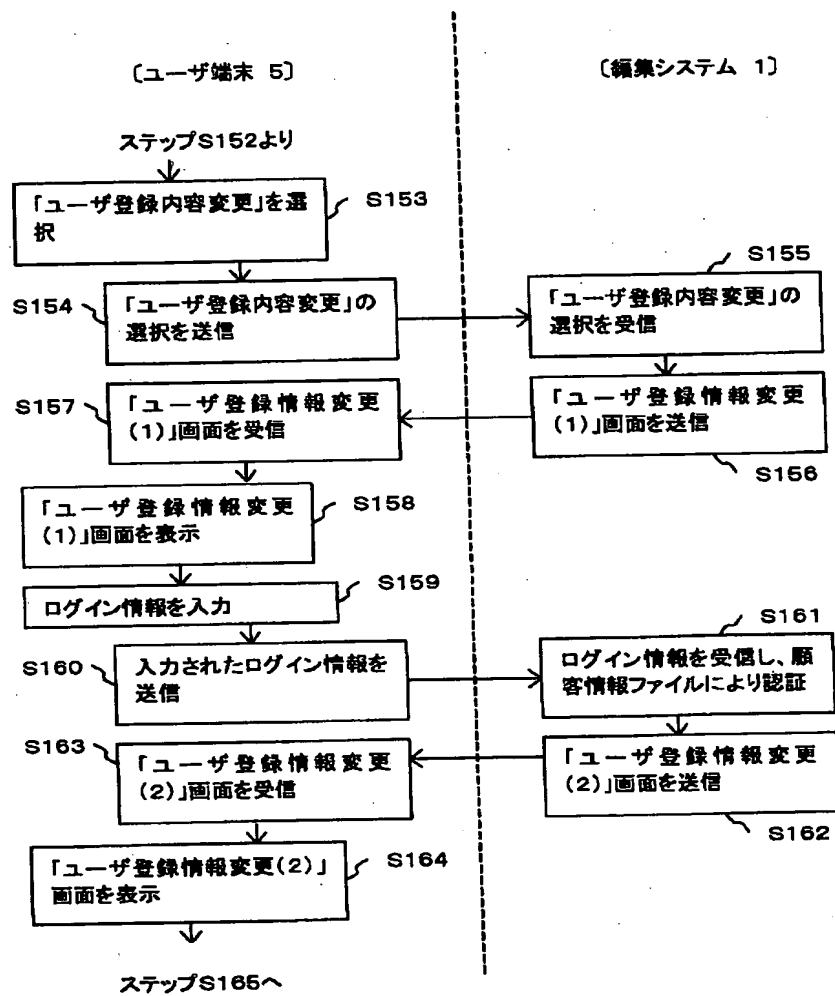 〔ユーザ端末 5〕
〔編集システム 1〕
ステップS152より
「ユーザ登録内容変更」を選
択
S153
S154
「ユーザ登録内容変更」の
選択を送信
S155
「ユーザ登録内容変更」の
選択を受信
S157
「ユーザ登録情報変更
(1)」画面を受信
「ユーザ登録情報変更
(1)」画面を送信
S156
「ユーザ登録情報変更
(1)」画面を表示
S158
ログイン情報を入力
S159
S160
入力されたログイン情報を
送信
S161
ログイン情報を受信し、顧
客情報ファイルにより認証
S163
「ユーザ登録情報変更
(2)」画面を受信
「ユーザ登録情報変更
(2)」画面を送信
S162
「ユーザ登録情報変更(2)」
画面を表示
S164
ステップS165へ